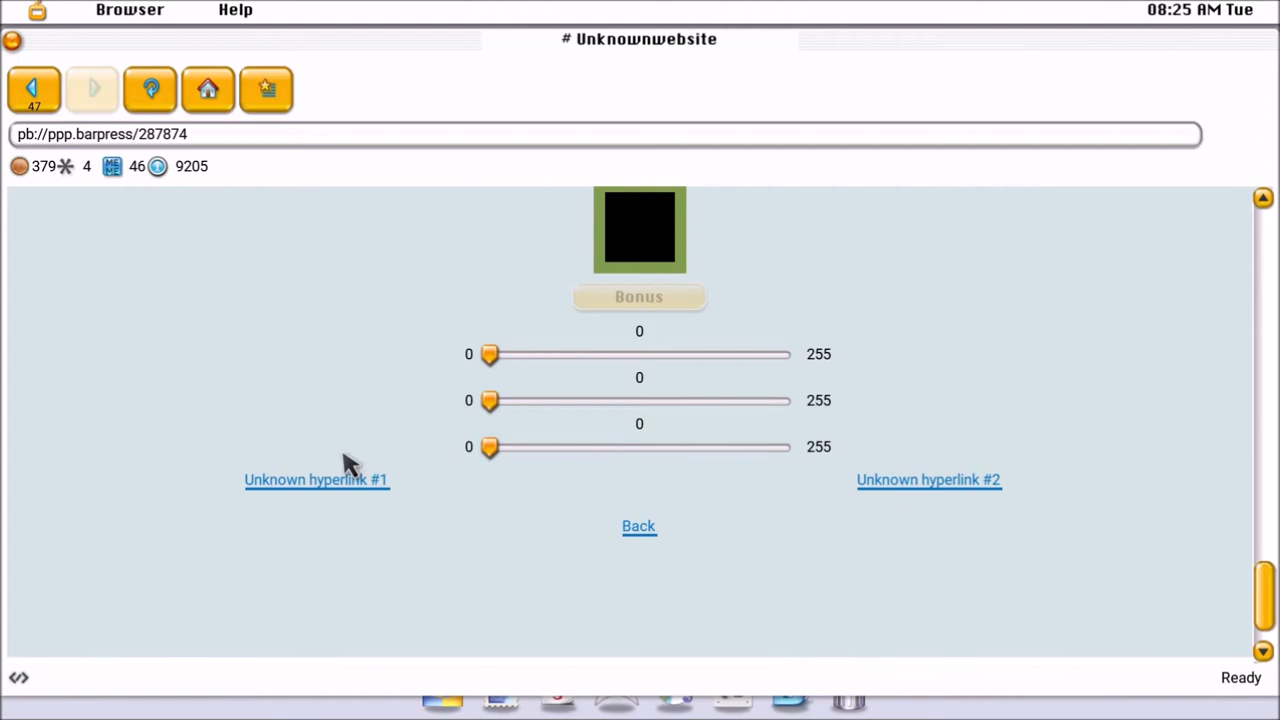 Browser Help 08:25 AM Tue
# Unknownwebsite
47
pb://ppp.barpress/287874
379 4 MEME 46 9205
Bonus
0
0 255
0
0 255
0
0 255
Unknown hyperlink #1 Unknown hyperlink #2
Back
Ready